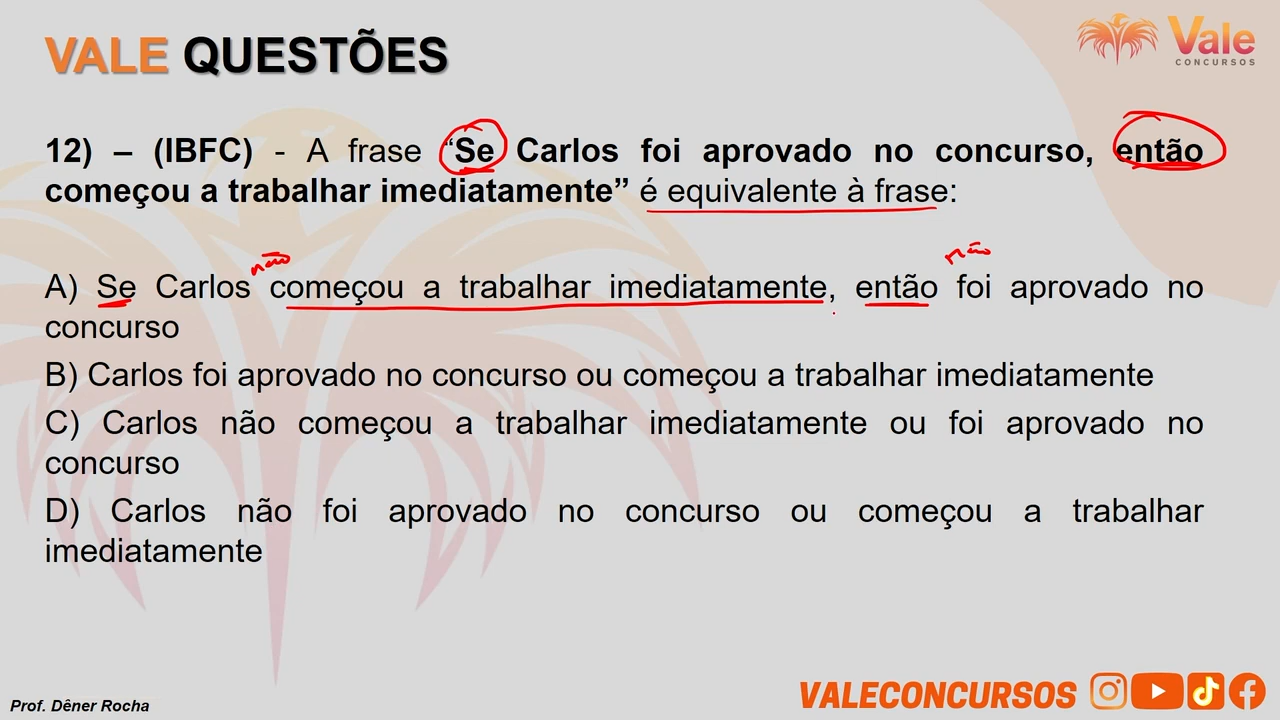 VALE QUESTÕES
Vale
CONCURSOS
12) – (IBFC) - A frase “Se Carlos foi aprovado no concurso, então
começou a trabalhar imediatamente” é equivalente à frase:
não não
A) Se Carlos começou a trabalhar imediatamente, então foi aprovado no
concurso
B) Carlos foi aprovado no concurso ou começou a trabalhar imediatamente
C) Carlos não começou a trabalhar imediatamente ou foi aprovado no
concurso
D) Carlos não foi aprovado no concurso ou começou a trabalhar
imediatamente
VALECONCURSOS
Prof. Dêner Rocha